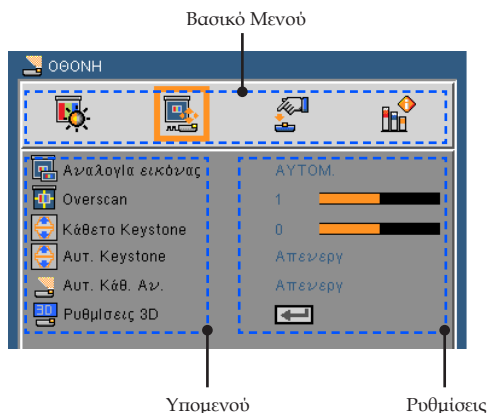 Βασικό Μενού
ΟΘΟΝΗ
Αναλογία εικόνας ΑΥΤΟΜ.
Overscan 1
Κάθετο Keystone 0
Αυτ. Keystone Απενεργ
Αυτ. Κάθ. Αν. Απενεργ
3D Ρυθμίσεις 3D
Υπομενού Ρυθμίσεις